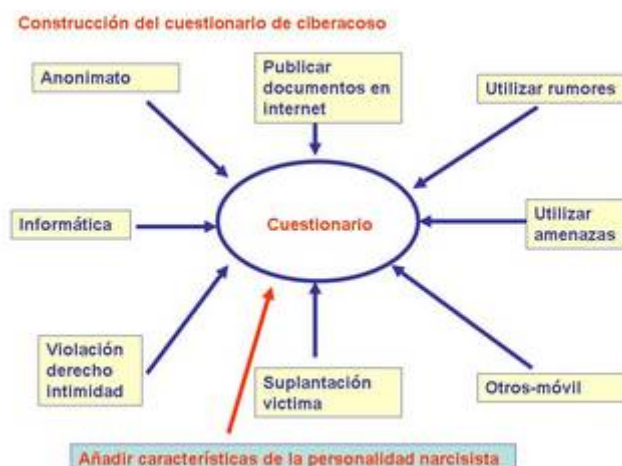 Construcción del cuestionario de ciberacoso
Anonimato
Publicar
documentos en
internet
Utilizar rumores
Informática
Cuestionario
Utilizar
amenazas
Violación
derecho
intimidad
Suplantación
victima
Otros-móvil
Añadir características de la personalidad narcisista